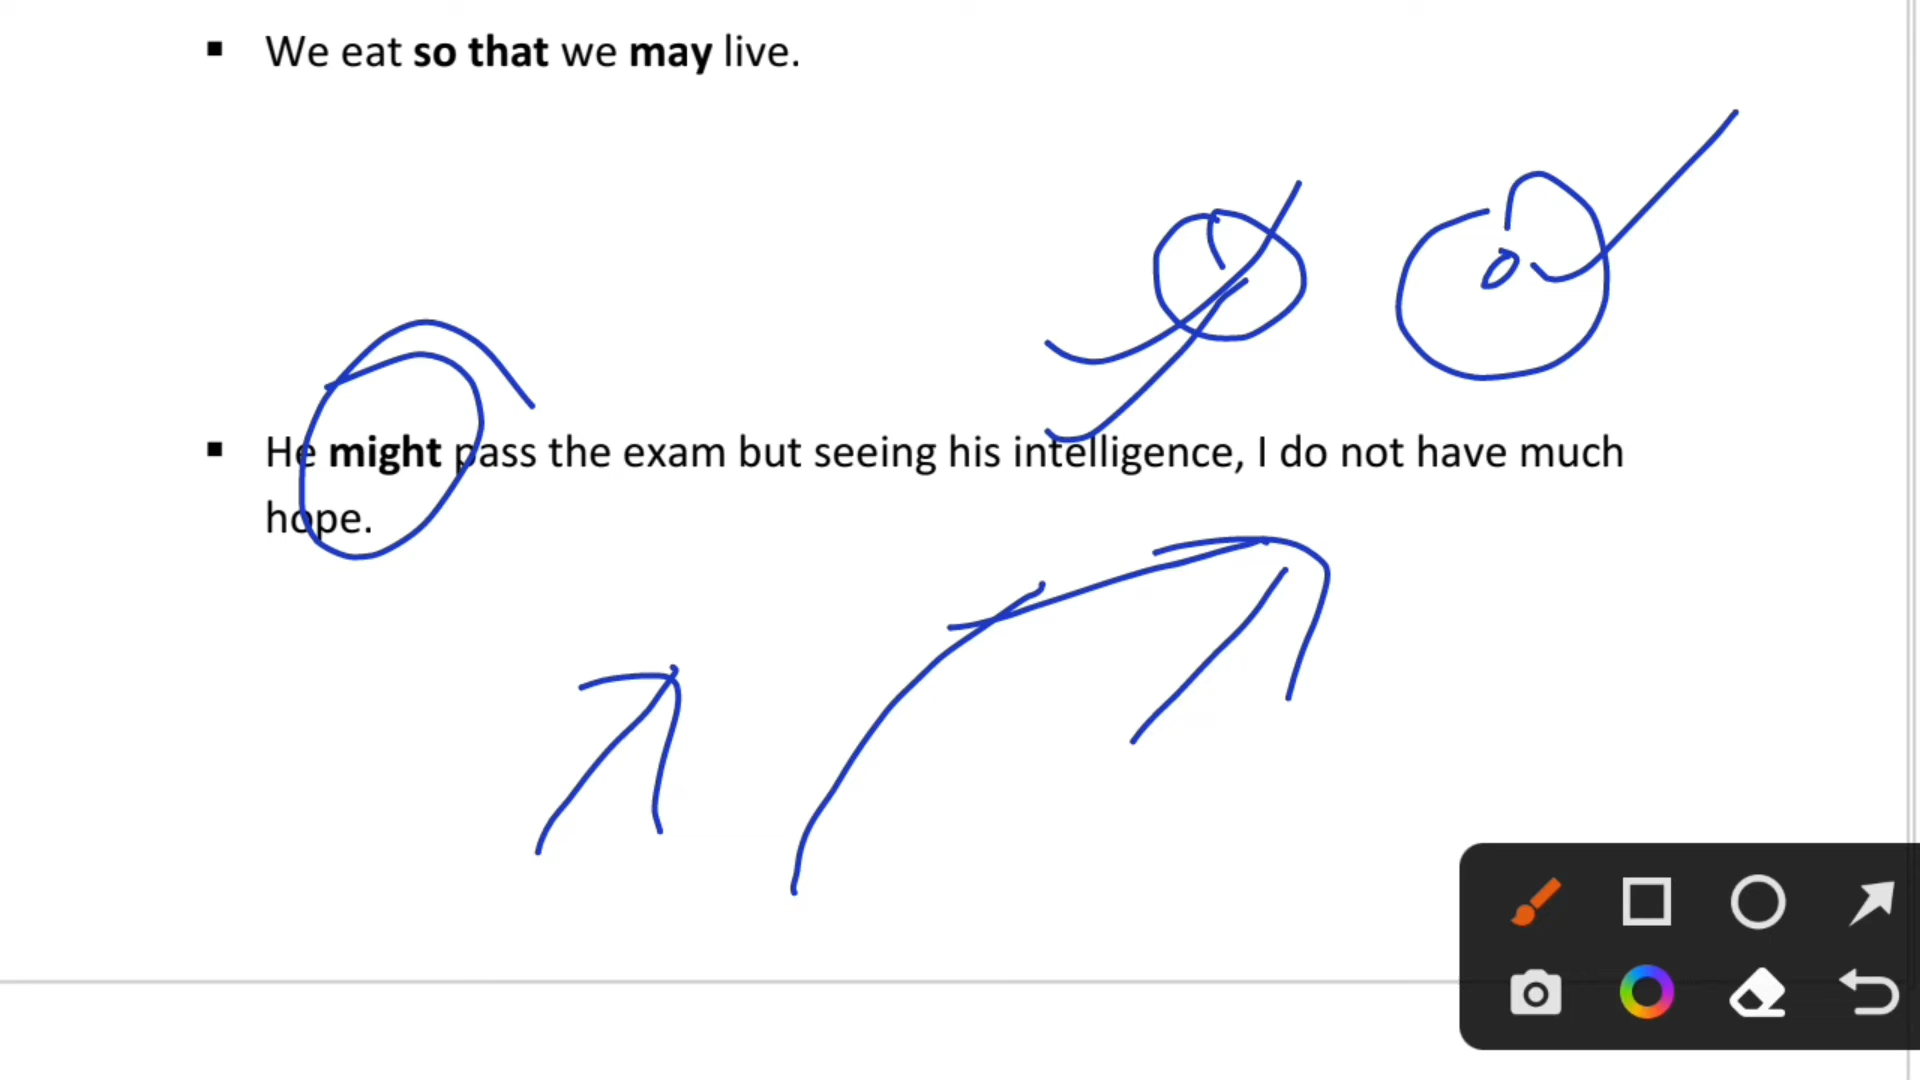 ▪ We eat so that we may live.
▪ He might pass the exam but seeing his intelligence, I do not have much
hope.